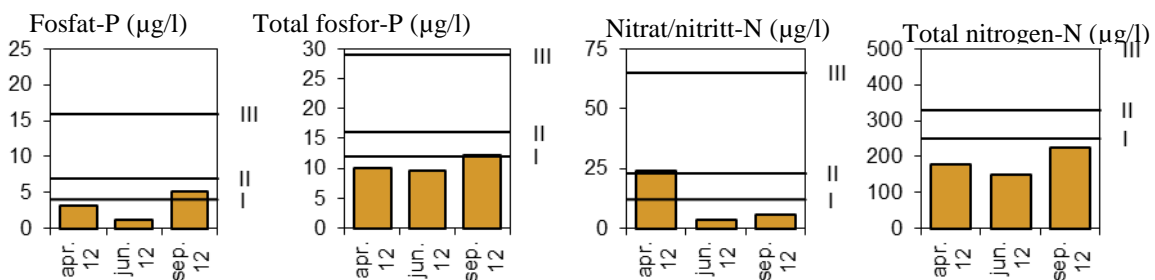 Fosfat-P (µg/l)
25
20
15
10
5
0
III
II
I
apr. 12
jun. 12
sep. 12
Total fosfor-P (µg/l)
30
25
20
15
10
5
0
III
II
I
apr. 12
jun. 12
sep. 12
Nitrat/nitritt-N (µg/l)
75
50
25
0
III
II
I
apr. 12
jun. 12
sep. 12
Total nitrogen-N (µg/l)
500
400
300
200
100
0
III
II
I
apr. 12
jun. 12
sep. 12